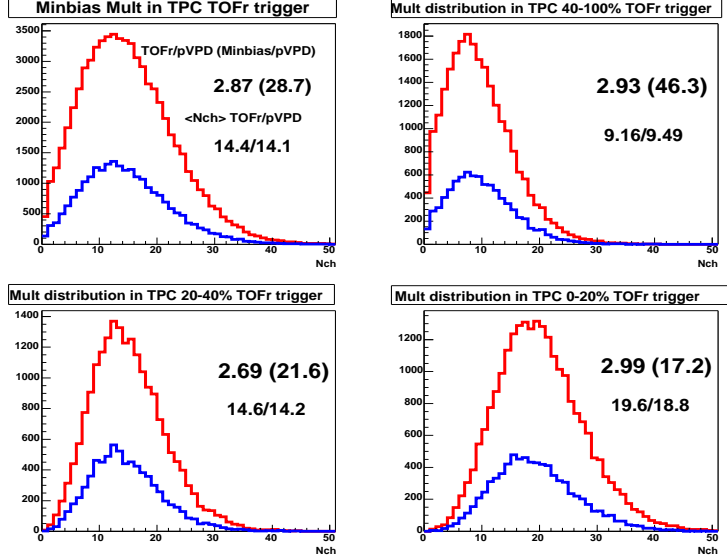 Minbias Mult in TPC TOFr trigger
3500
3000
2500
2000
1500
1000
500
0
0 10 20 30 40 50
Nch
TOFr/pVPD (Minbias/pVPD)
2.87 (28.7)
<Nch> TOFr/pVPD
14.4/14.1
Mult distribution in TPC 40-100% TOFr trigger
1800
1600
1400
1200
1000
800
600
400
200
0
0 10 20 30 40 50
Nch
2.93 (46.3)
9.16/9.49
Mult distribution in TPC 20-40% TOFr trigger
1400
1200
1000
800
600
400
200
0
0 10 20 30 40 50
Nch
2.69 (21.6)
14.6/14.2
Mult distribution in TPC 0-20% TOFr trigger
1200
1000
800
600
400
200
0
0 10 20 30 40 50
Nch
2.99 (17.2)
19.6/18.8